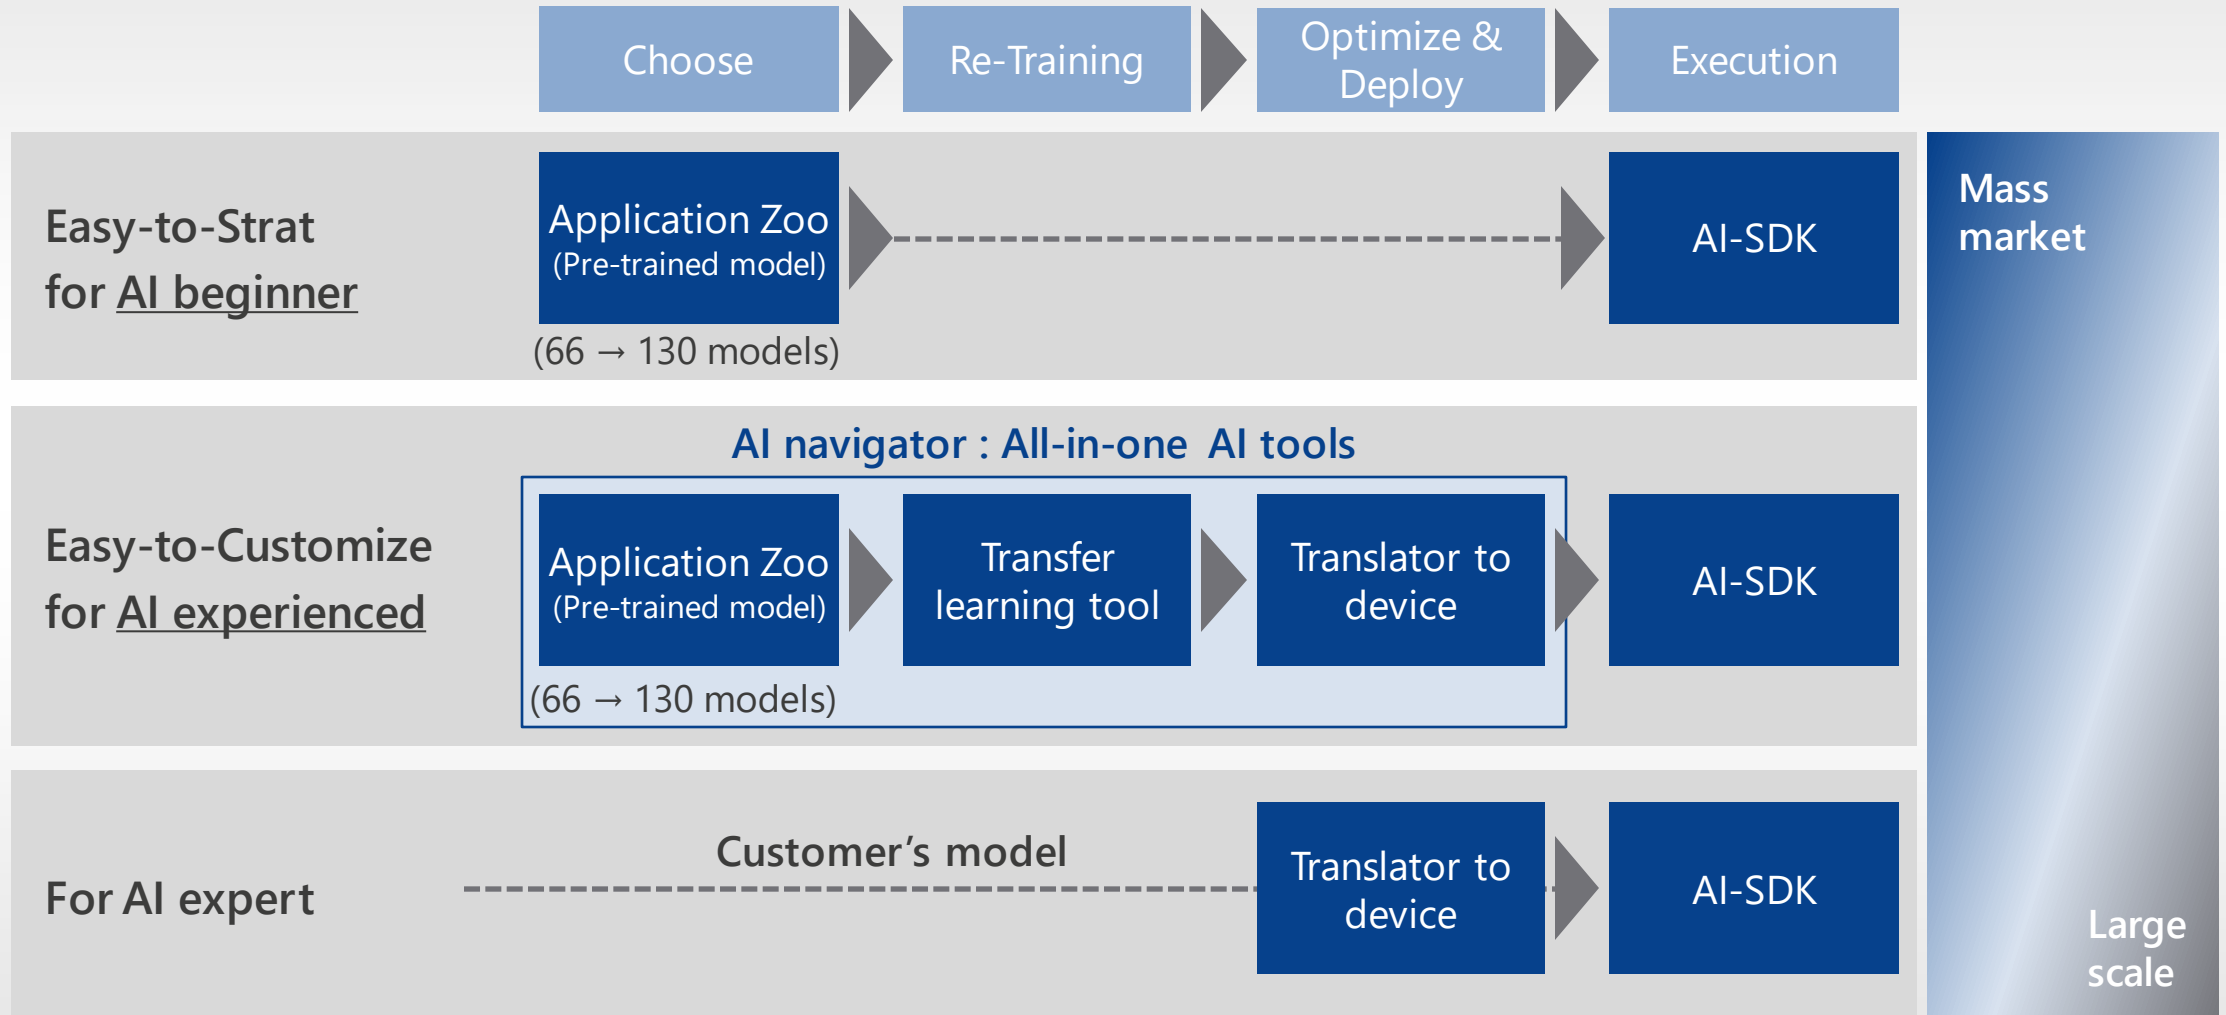 Choose
Re-Training
Optimize &
Deploy
Execution
Easy-to-Strat
for AI beginner
Application Zoo
(Pre-trained model)
(66 → 130 models)
AI-SDK
Mass
market
AI navigator : All-in-one AI tools
Easy-to-Customize
for AI experienced
Application Zoo
(Pre-trained model)
(66 → 130 models)
Transfer
learning tool
Translator to
device
AI-SDK
For AI expert
Customer’s model
Translator to
device
AI-SDK
Large
scale